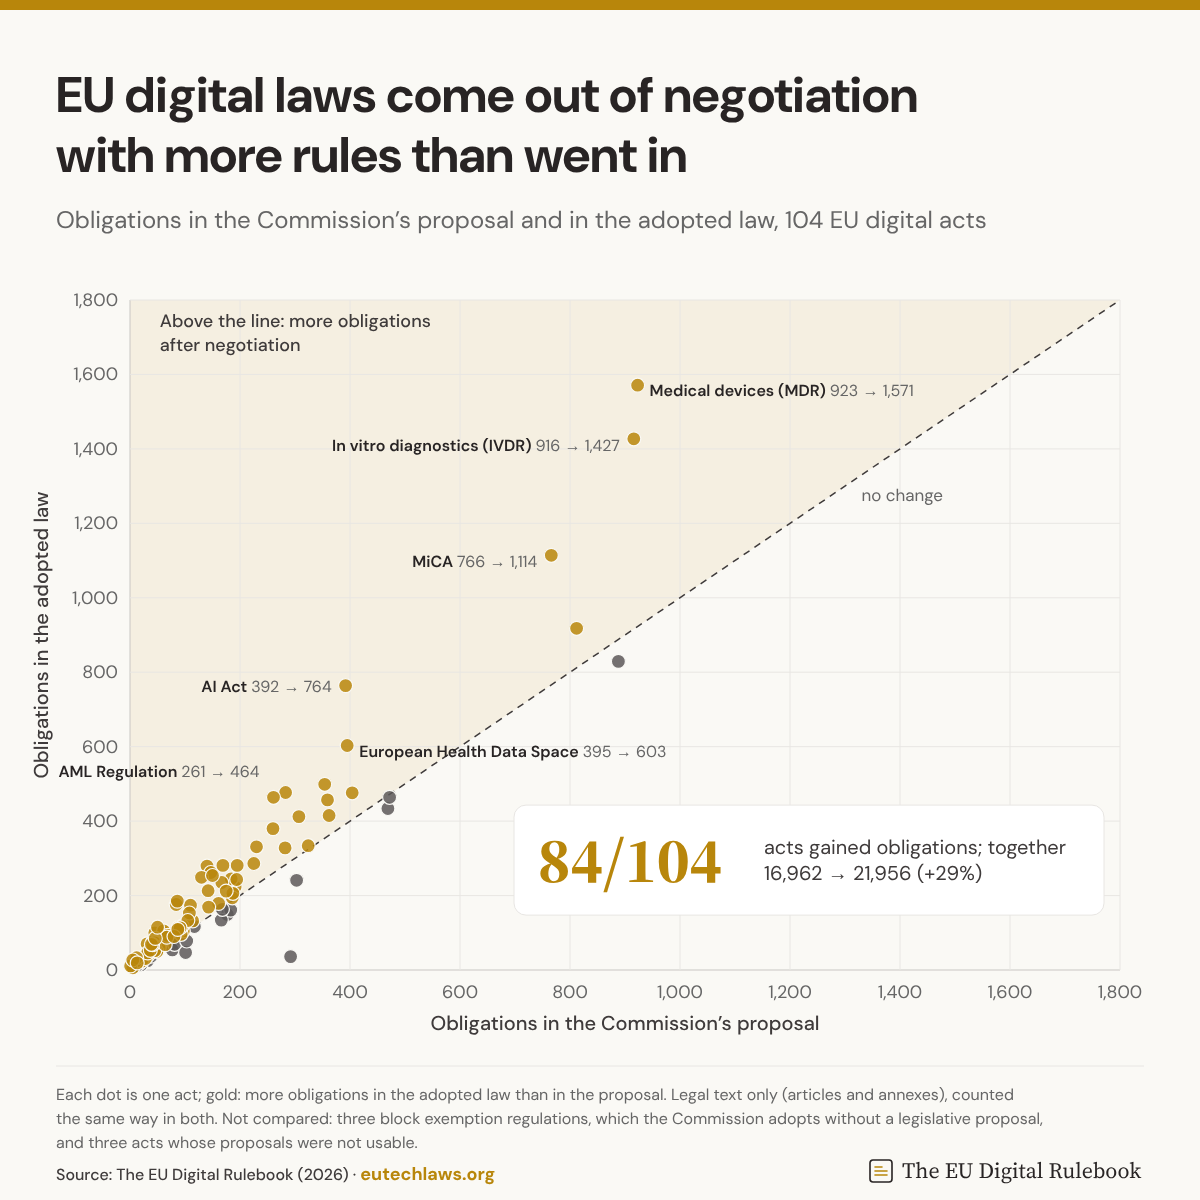 EU digital laws come out of negotiation
with more rules than went in
Obligations in the Commission’s proposal and in the adopted law, 104 EU digital acts
1,800
Above the line: more obligations
after negotiation
1,600
Medical devices (MDR) 923 → 1,571
In vitro diagnostics (IVDR) 916 → 1,427
1,400
no change
1,200
MiCA 766 → 1,114
1,000
Obligations in the adopted law
800
AI Act 392 → 764
600
European Health Data Space 395 → 603
AML Regulation 261 → 464
400
84/104
acts gained obligations; together
16,962 → 21,956 (+29%)
200
0
0 200 400 600 800 1,000 1,200 1,400 1,600 1,800
Obligations in the Commission’s proposal
Each dot is one act; gold: more obligations in the adopted law than in the proposal. Legal text only (articles and annexes), counted
the same way in both. Not compared: three block exemption regulations, which the Commission adopts without a legislative proposal,
and three acts whose proposals were not usable.
Source: The EU Digital Rulebook (2026) · eutechlaws.org
The EU Digital Rulebook